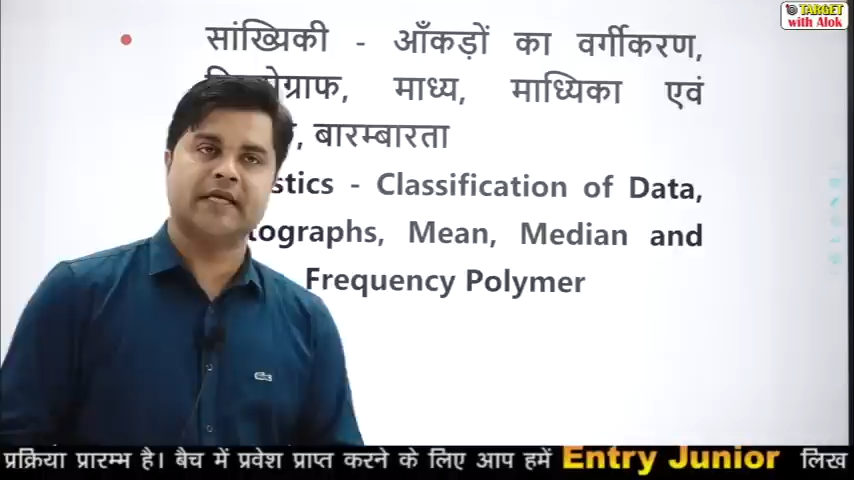 TARGET
with Alok
सांख्यिकी - आँकड़ों का वर्गीकरण,
माध्य, माध्यिका एवं
, बारम्बारता
stics - Classification of Data,
tographs, Mean, Median and
Frequency Polymer
प्रक्रिया प्रारम्भ है। बैच में प्रवेश प्राप्त करने के लिए आप हमें Entry Junior लिख